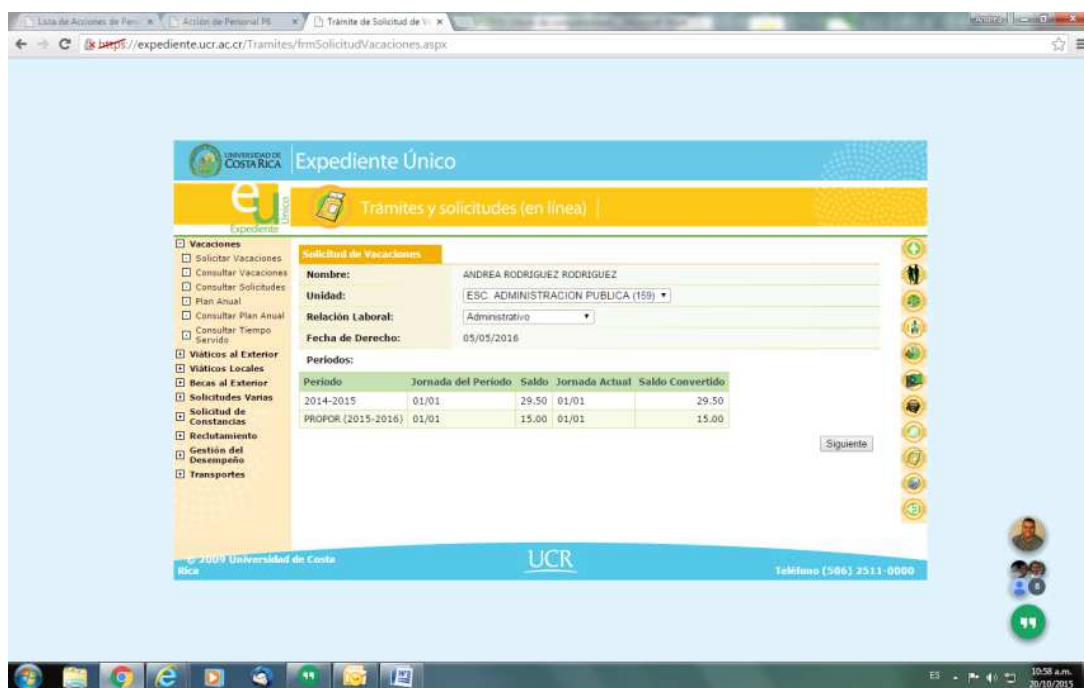 Lista de Acciones de Pers
Acción de Personal P8
Trámite de Solicitud de V
https://expediente.ucr.ac.cr/Tramites/frmSolicitudVacaciones.aspx
UNIVERSIDAD DE
COSTA RICA
Expediente Único
eu
Único
Expediente
Trámites y solicitudes (en línea)
Vacaciones
Solicitar Vacaciones
Consultar Vacaciones
Consultar Solicitudes
Plan Anual
Consultar Plan Anual
Consultar Tiempo
Servido
Viáticos al Exterior
Viáticos Locales
Becas al Exterior
Solicitudes Varias
Solicitud de
Constancias
Reclutamiento
Gestión del
Desempeño
Transportes
Solicitud de Vacaciones
Nombre: ANDREA RODRIGUEZ RODRIGUEZ
Unidad: ESC. ADMINISTRACION PUBLICA (159)
Relación Laboral: Administrativo
Fecha de Derecho: 05/05/2016
Periodos:
Periodo Jornada del Periodo Saldo Jornada Actual Saldo Convertido
2014-2015 01/01 29.50 01/01 29.50
PROPOR (2015-2016) 01/01 15.00 01/01 15.00
Siguiente
© 2009 Universidad de Costa
Rica
UCR
Teléfono (506) 2511-0000
ES
10:58 a.m.
20/10/2015